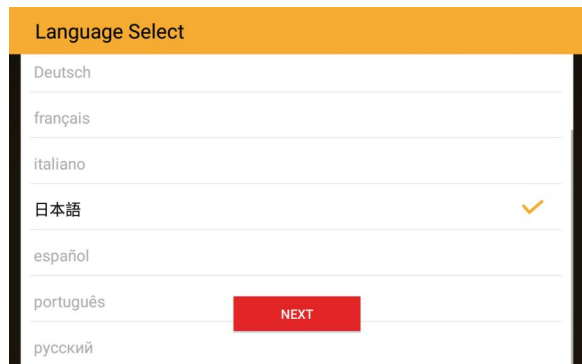 Language Select
Deutsch
français
italiano
日本語
español
português
NEXT
русский